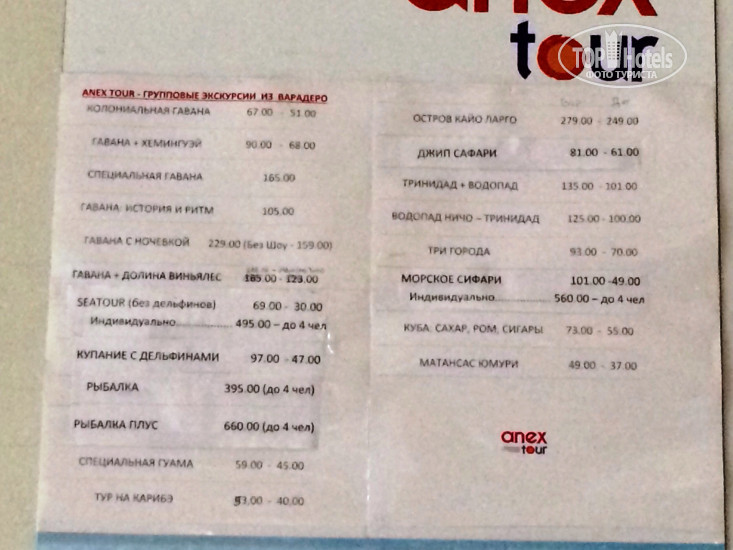 anex
tour
TOP Hotels
ФОТО ТУРИСТА
ANEX TOUR - ГРУППОВЫЕ ЭКСКУРСИИ ИЗ ВАРАДЕРО
КОЛОНИАЛЬНАЯ ГАВАНА 67.00 - 51.00
ГАВАНА + ХЕМИНГУЭЙ 90.00 - 68.00
СПЕЦИАЛЬНАЯ ГАВАНА 165.00
ГАВАНА: ИСТОРИЯ И РИТМ 105.00
ГАВАНА С НОЧЕВКОЙ 229.00 (Без Шоу - 159.00)
ГАВАНА + ДОЛИНА ВИНЬЯЛЕС 165.00 - 123.00
SEATOUR (без дельфинов) 69.00 - 30.00
Индивидуально 495.00 – до 4 чел
КУПАНИЕ С ДЕЛЬФИНАМИ 97.00 - 47.00
РЫБАЛКА 395.00 (до 4 чел)
РЫБАЛКА ПЛУС 660.00 (до 4 чел)
СПЕЦИАЛЬНАЯ ГУАМА 59.00 - 45.00
ТУР НА КАРИБЭ 93.00 - 40.00
ОСТРОВ КАЙО ЛАРГО 279.00 - 249.00
ДЖИП САФАРИ 81.00 - 61.00
ТРИНИДАД + ВОДОПАД 135.00 - 101.00
ВОДОПАД НИЧО – ТРИНИДАД 125.00 - 100.00
ТРИ ГОРОДА 93.00 - 70.00
МОРСКОЕ СИФАРИ 101.00 -49.00
Индивидуально 560.00 – до 4 чел
КУБА: САХАР, РОМ, СИГАРЫ 73.00 - 55.00
МАТАНСАС ЮМУРИ 49.00 - 37.00
anex
tour